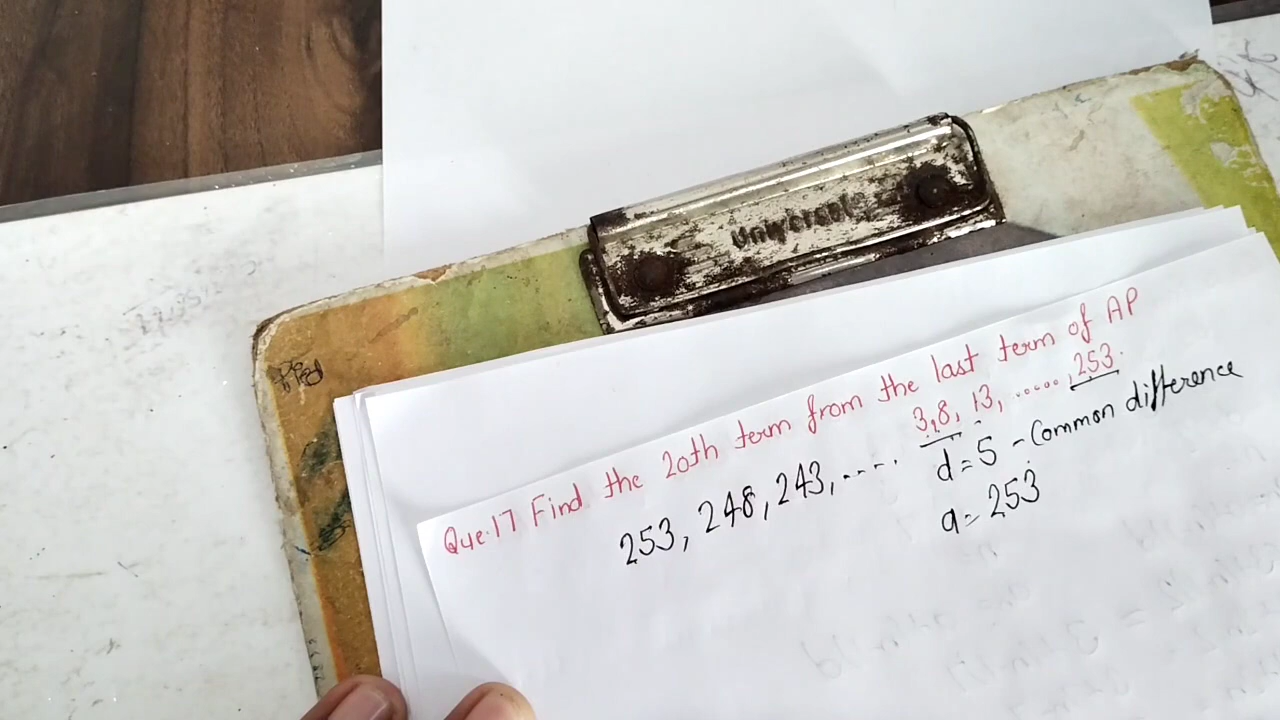 Universal
Que.17 Find the 20th term from the last term of AP
3,8, 13, ......,253.
253, 248, 243, .....
d=5 - Common difference
a=253